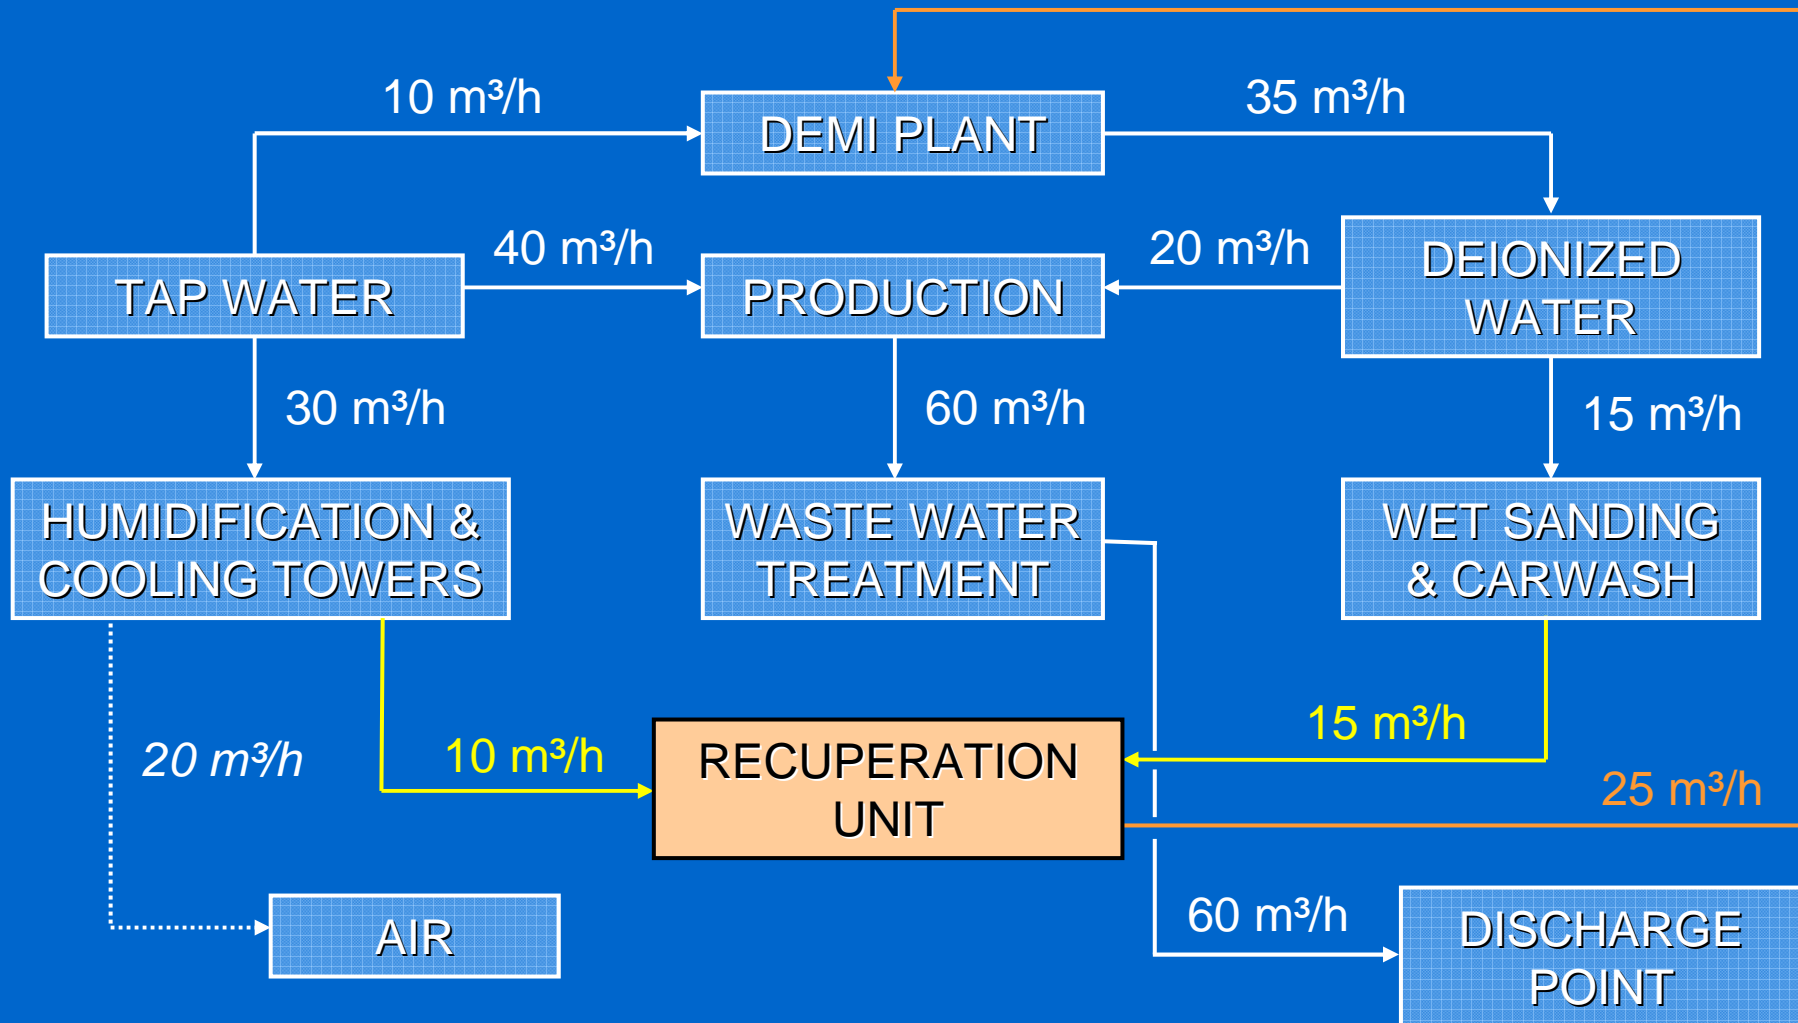 10 m³/h
35 m³/h
DEMI PLANT
40 m³/h
20 m³/h
TAP WATER
PRODUCTION
DEIONIZED
WATER
30 m³/h
60 m³/h
15 m³/h
HUMIDIFICATION &
COOLING TOWERS
WASTE WATER
TREATMENT
WET SANDING
& CARWASH
20 m³/h
10 m³/h
RECUPERATION
UNIT
15 m³/h
25 m³/h
AIR
60 m³/h
DISCHARGE
POINT